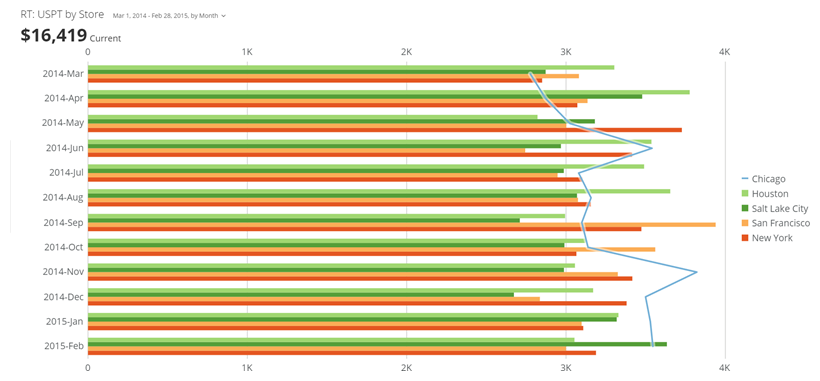 RT: USPT by Store Mar 1, 2014 - Feb 28, 2015, by Month
$16,419 Current
0 1K 2K 3K 4K
2014-Mar
2014-Apr
2014-May
2014-Jun
2014-Jul
2014-Aug
2014-Sep
2014-Oct
2014-Nov
2014-Dec
2015-Jan
2015-Feb
0 1K 2K 3K 4K
Chicago
Houston
Salt Lake City
San Francisco
New York